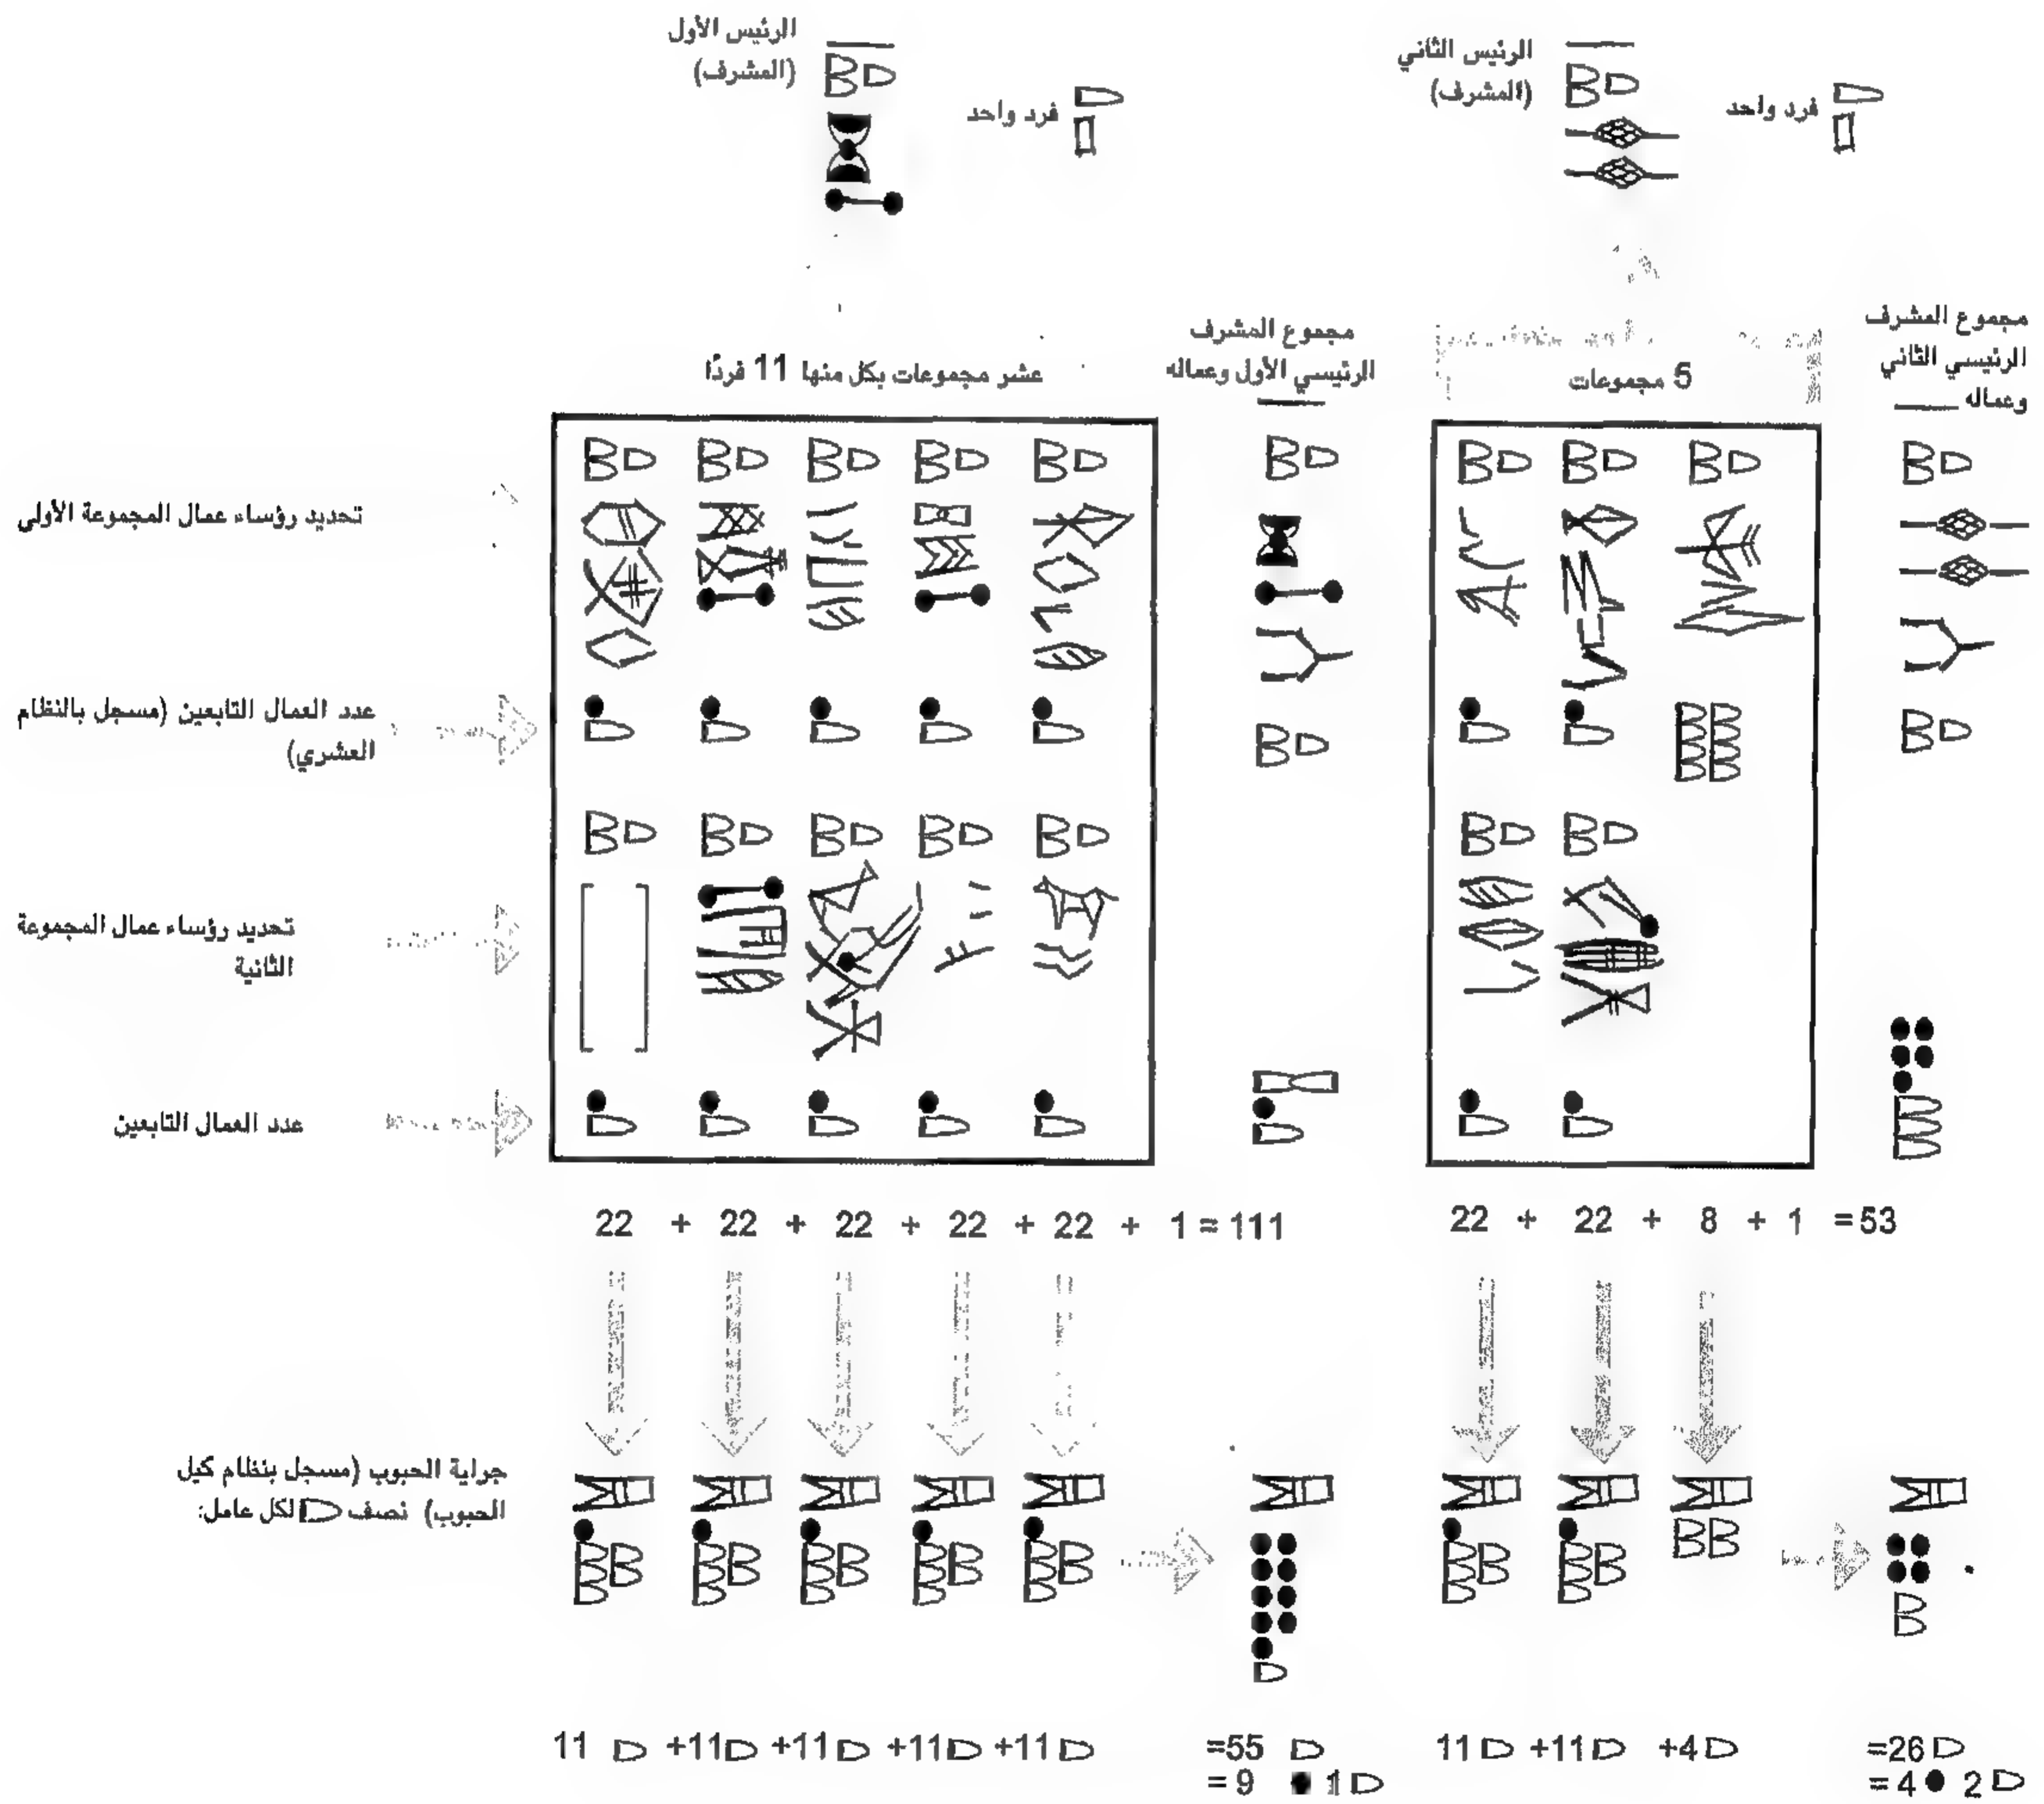 الرئيس الأول
(المشرف)
فرد واحد
الرئيس الثاني
(المشرف)
فرد واحد
عشر مجموعات بكل منها 11 فردًا
مجموع المشرف
الرئيسي الأول وعماله
5 مجموعات
مجموع المشرف
الرئيسي الثاني
وعماله
تحديد رؤساء عمال المجموعة الأولى
عدد العمال التابعين (مسجل بالنظام
العشري)
تحديد رؤساء عمال المجموعة
الثانية
عدد العمال التابعين
22 + 22 + 22 + 22 + 22 + 1 = 111
22 + 22 + 8 + 1 = 53
جراية الحبوب (مسجل بنظام كيل
الحبوب) نصف لكل عامل:
11 +11 +11 +11 +11 =55
= 9 1
11 +11 +4 =26
= 4 2